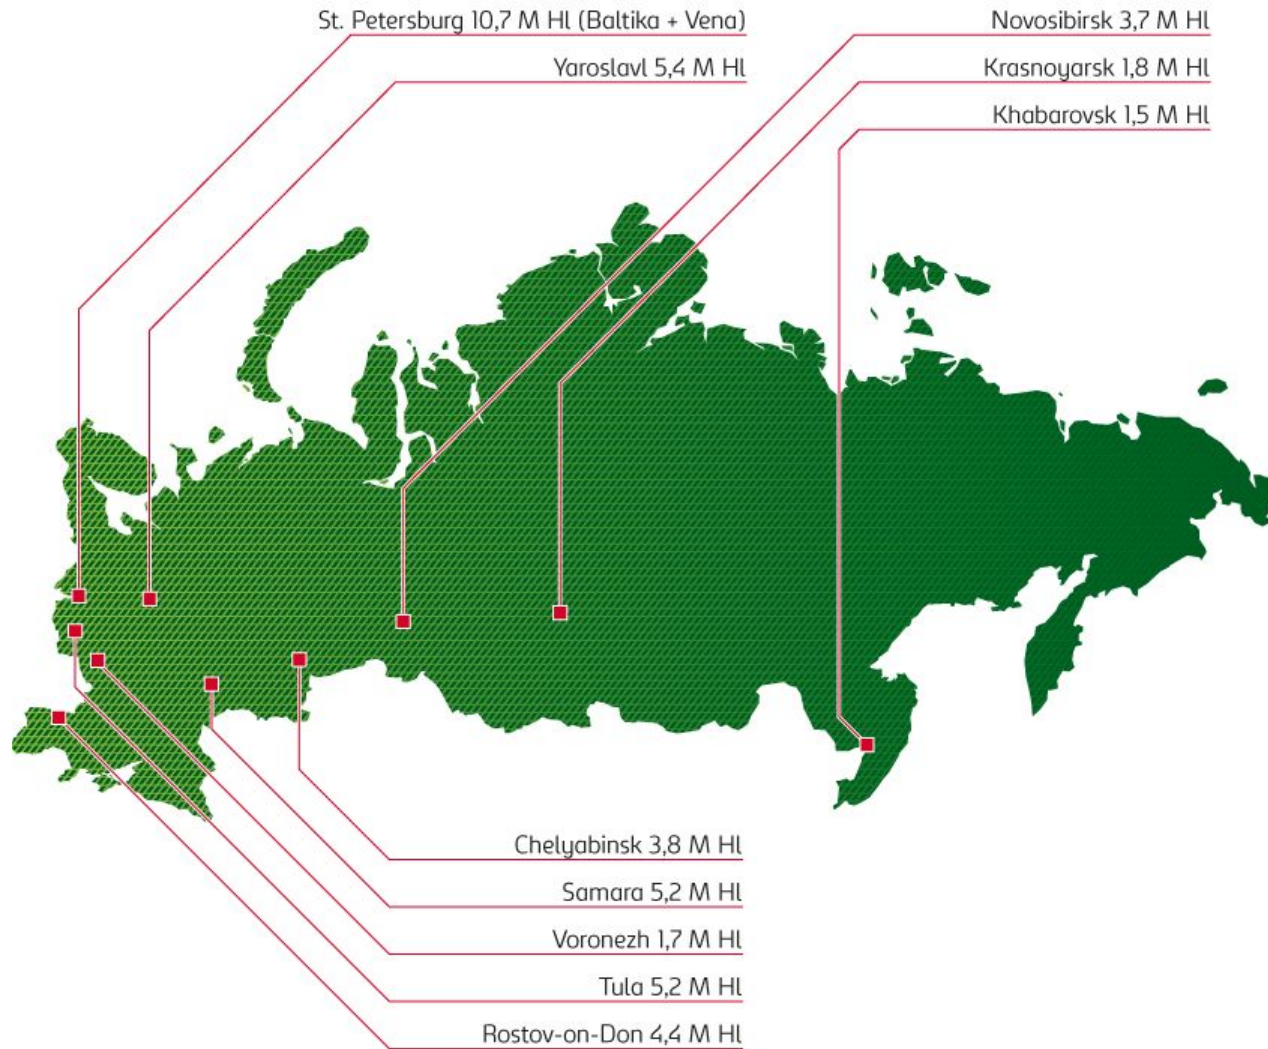 St. Petersburg 10,7 M Hl (Baltika + Vena)
Yaroslavl 5,4 M Hl
Novosibirsk 3,7 M Hl
Krasnoyarsk 1,8 M Hl
Khabarovsk 1,5 M Hl
Chelyabinsk 3,8 M Hl
Samara 5,2 M Hl
Voronezh 1,7 M Hl
Tula 5,2 M Hl
Rostov-on-Don 4,4 M Hl